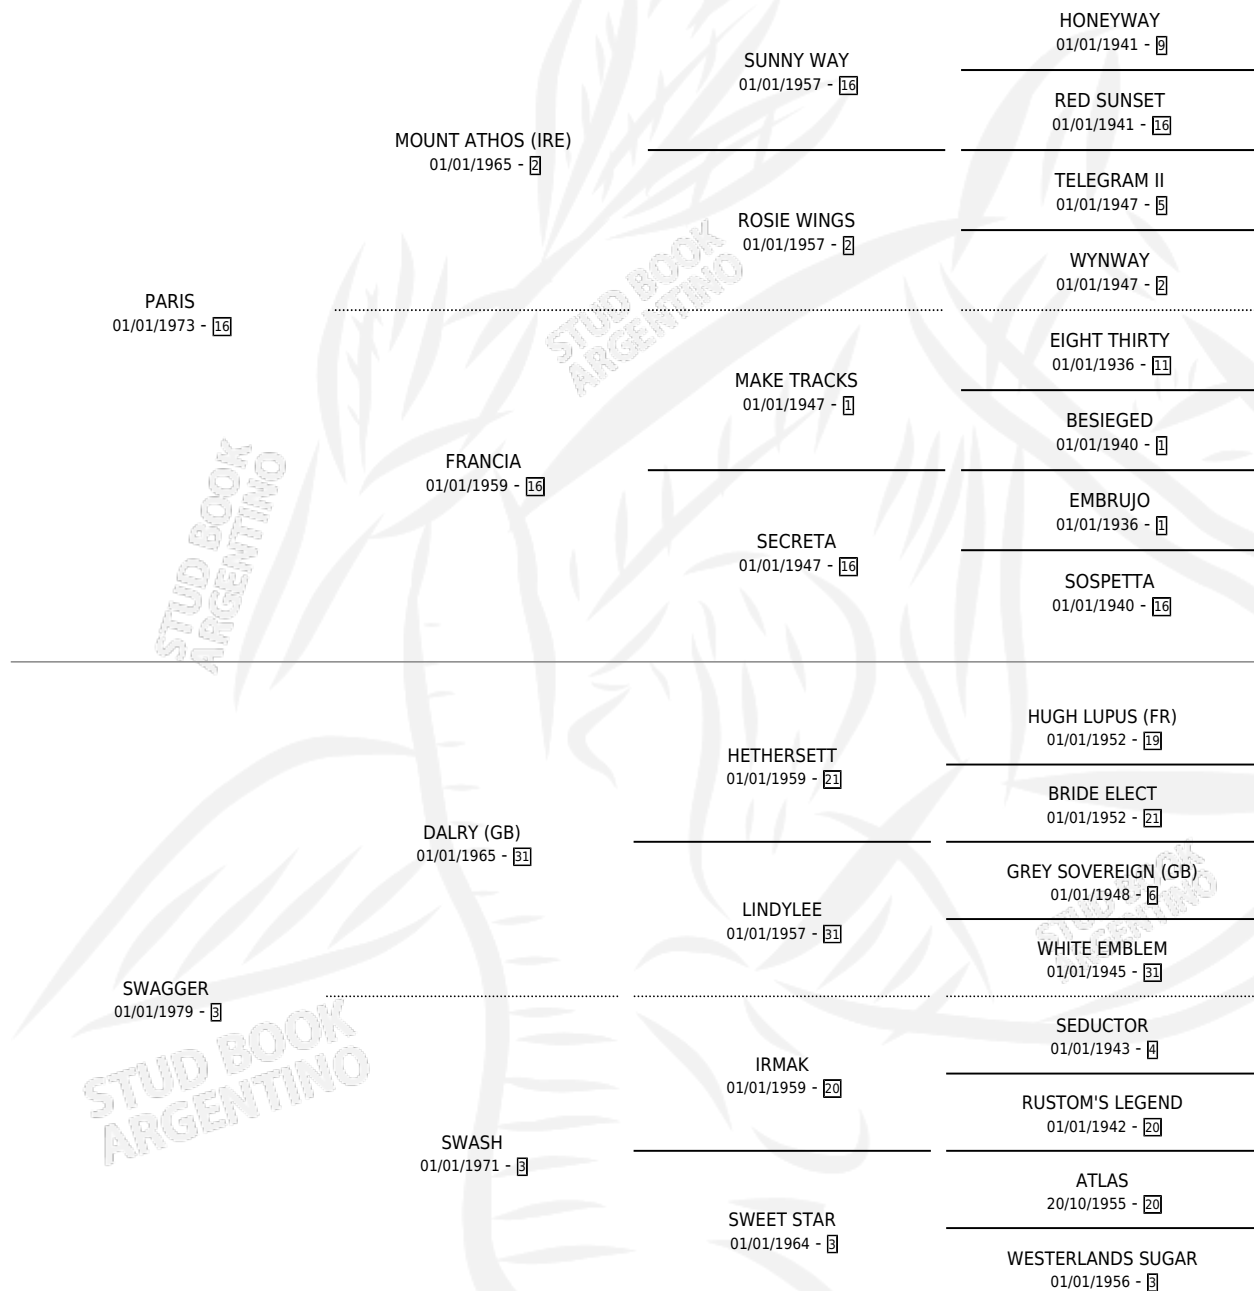 HONEYWAY
01/01/1941 - 9
SUNNY WAY
01/01/1957 - 16
RED SUNSET
01/01/1941 - 16
MOUNT ATHOS (IRE)
01/01/1965 - 2
TELEGRAM II
01/01/1947 - 5
ROSIE WINGS
01/01/1957 - 2
WYNWAY
01/01/1947 - 2
PARIS
01/01/1973 - 16
EIGHT THIRTY
01/01/1936 - 11
MAKE TRACKS
01/01/1947 - 1
BESIEGED
01/01/1940 - 1
FRANCIA
01/01/1959 - 16
EMBRUJO
01/01/1936 - 1
SECRETA
01/01/1947 - 16
SOSPETTA
01/01/1940 - 16
HUGH LUPUS (FR)
01/01/1952 - 19
HETHERSETT
01/01/1959 - 21
BRIDE ELECT
01/01/1952 - 21
DALRY (GB)
01/01/1965 - 31
GREY SOVEREIGN (GB)
01/01/1948 - 6
LINDYLEE
01/01/1957 - 31
WHITE EMBLEM
01/01/1945 - 31
SWAGGER
01/01/1979 - 3
SEDUCTOR
01/01/1943 - 4
IRMAK
01/01/1959 - 20
RUSTOM'S LEGEND
01/01/1942 - 20
SWASH
01/01/1971 - 3
ATLAS
20/10/1955 - 20
SWEET STAR
01/01/1964 - 3
WESTERLANDS SUGAR
01/01/1956 - 3
STUD BOOK
ARGENTINO
STUD BOOK
ARGENTINO
STUD BOOK
ARGENTINO
STUD BOOK
ARGENTINO